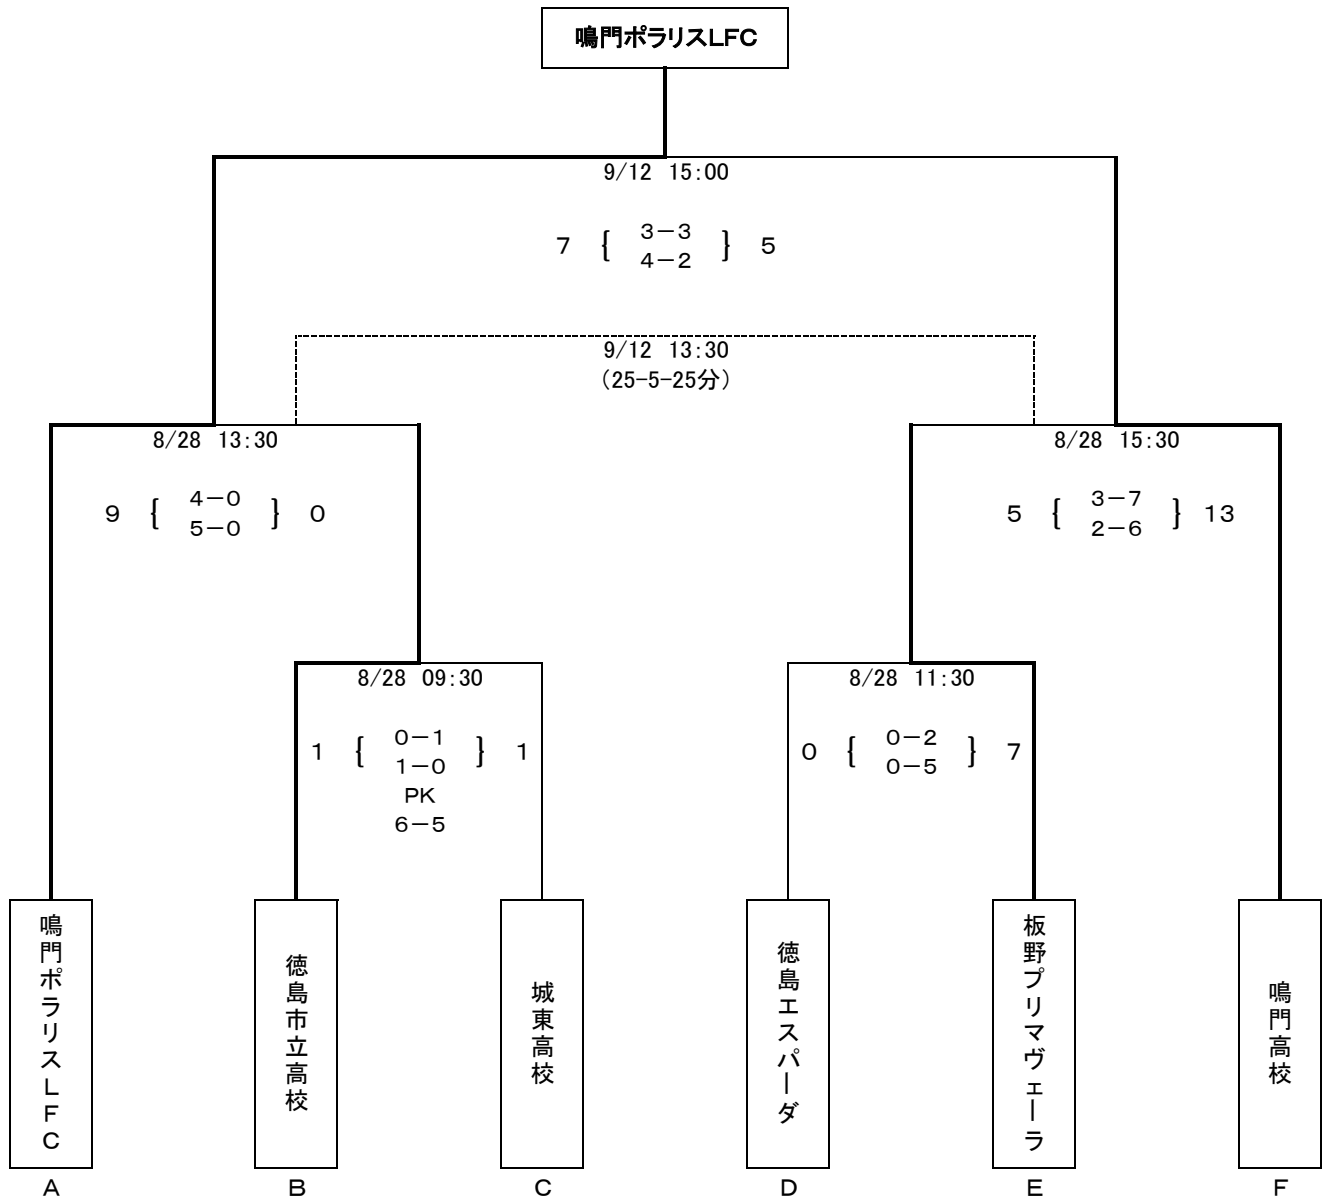 鳴門ポラリスLFC
9/12 15:00
7 { 3－3 } 5
4－2
9/12 13:30
(25-5-25分)
8/28 13:30
9 { 4－0 } 0
5－0
8/28 15:30
5 { 3－7 } 13
2－6
8/28 09:30
1 { 0－1 } 1
1－0
PK
6－5
8/28 11:30
0 { 0－2 } 7
0－5
鳴門ポラリスLFC
徳島市立高校
城東高校
徳島エスパーダ
板野プリマヴェーラ
鳴門高校
A B C D E F